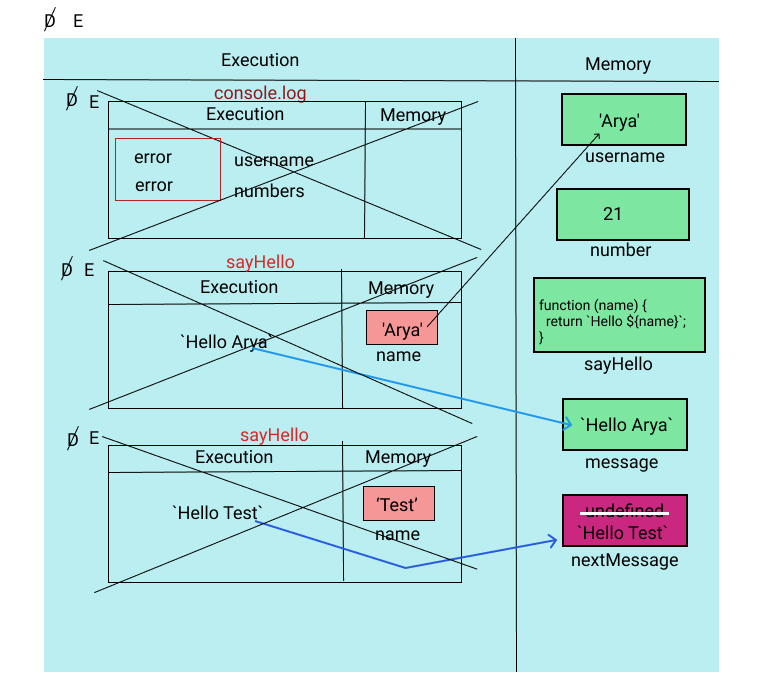 D E
Execution
Memory
D E
console.log
Execution
Memory
error
username
error
numbers
D E
sayHello
Execution
Memory
`Hello Arya`
'Arya'
name
D E
sayHello
Execution
Memory
`Hello Test`
‘Test’
name
'Arya'
username
21
number
function (name) {
return `Hello ${name}`;
}
sayHello
`Hello Arya`
message
undefined
`Hello Test`
nextMessage